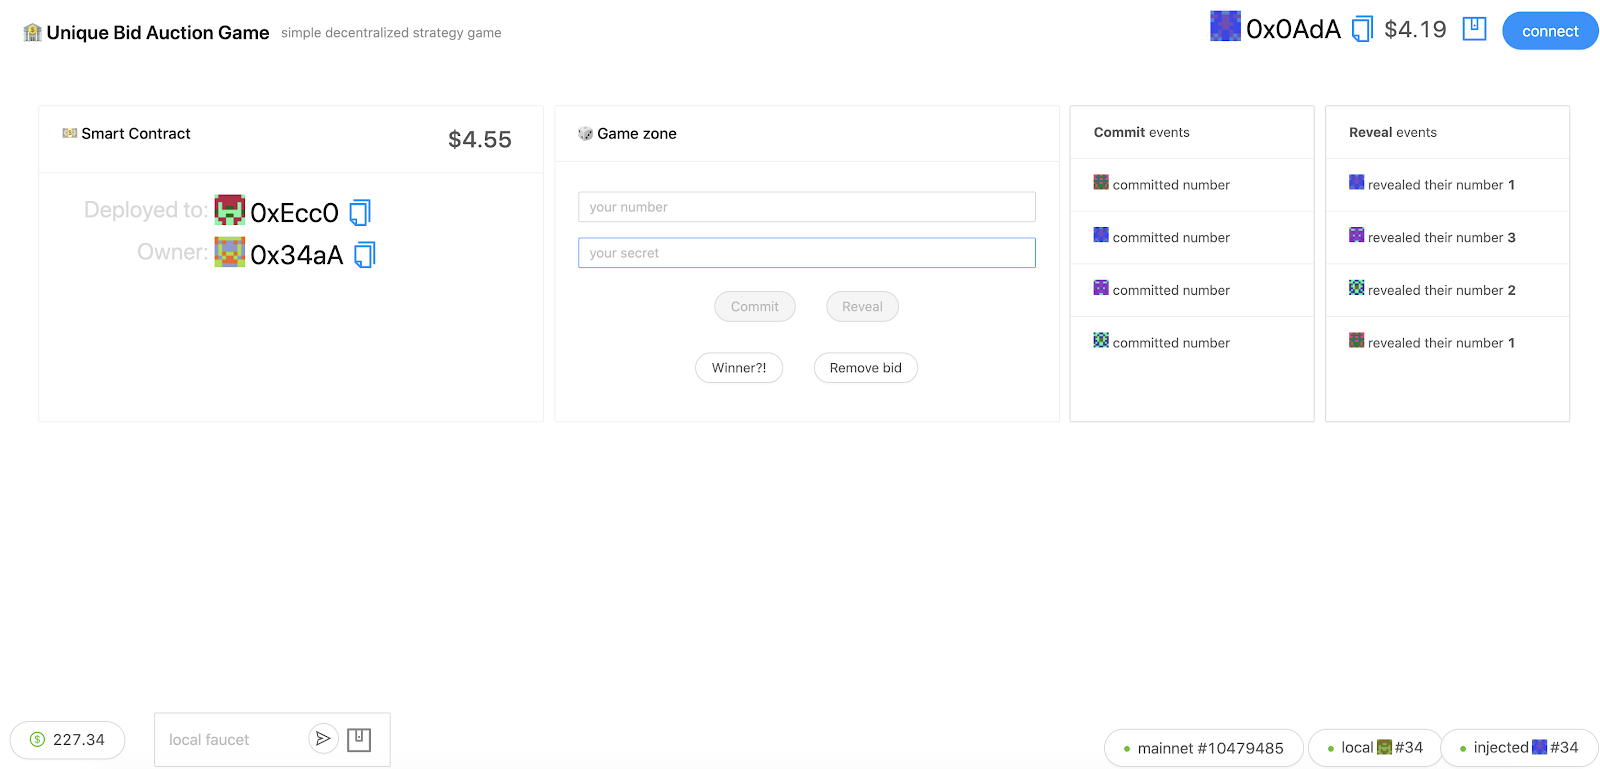 Unique Bid Auction Game simple decentralized strategy game
0x0AdA $4.19 connect
Smart Contract $4.55
Deployed to: 0xEcc0
Owner: 0x34aA
Game zone
your number
your secret
Commit Reveal
Winner?! Remove bid
Commit events
committed number
committed number
committed number
committed number
Reveal events
revealed their number 1
revealed their number 3
revealed their number 2
revealed their number 1
227.34
local faucet
mainnet #10479485
local #34
injected #34